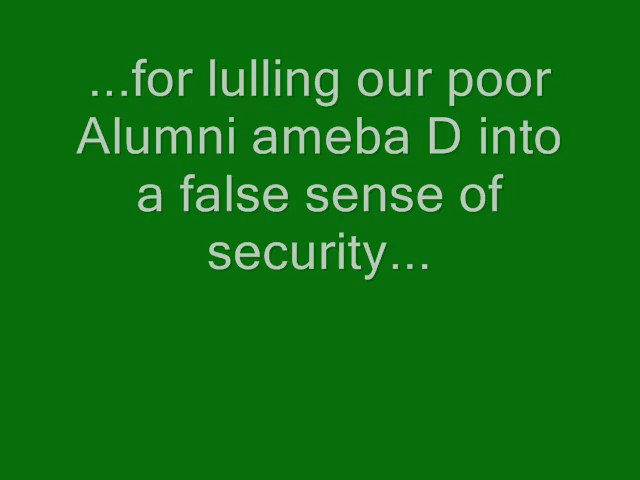 ...for lulling our poor
Alumni ameba D into
a false sense of
security...